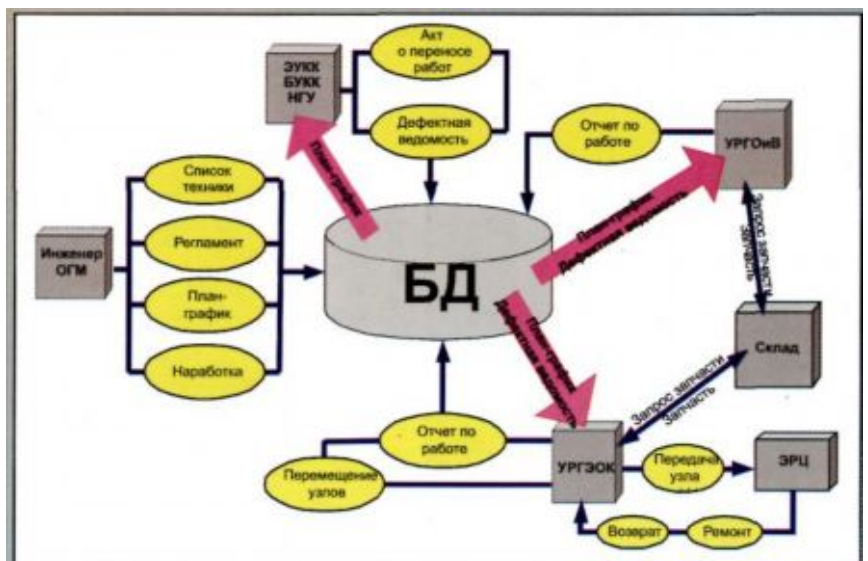 Акт
о переносе
работ
ЭУКК
БУКК
НГУ
Дефектная
ведомость
Отчет по
работе
УРГОиВ
План-график
Список
техники
План-график
Дефектная ведомость
Запрос запчасти
Запчасть
Регламент
Инженер
ОГМ
БД
План-
график
План-график
Дефектная ведомость
Склад
Наработка
Запрос запчасти
Запчасть
Отчет по
работе
Перемещение
узлов
УРГЭОК
Передача
узла
ЭРЦ
Возврат
Ремонт